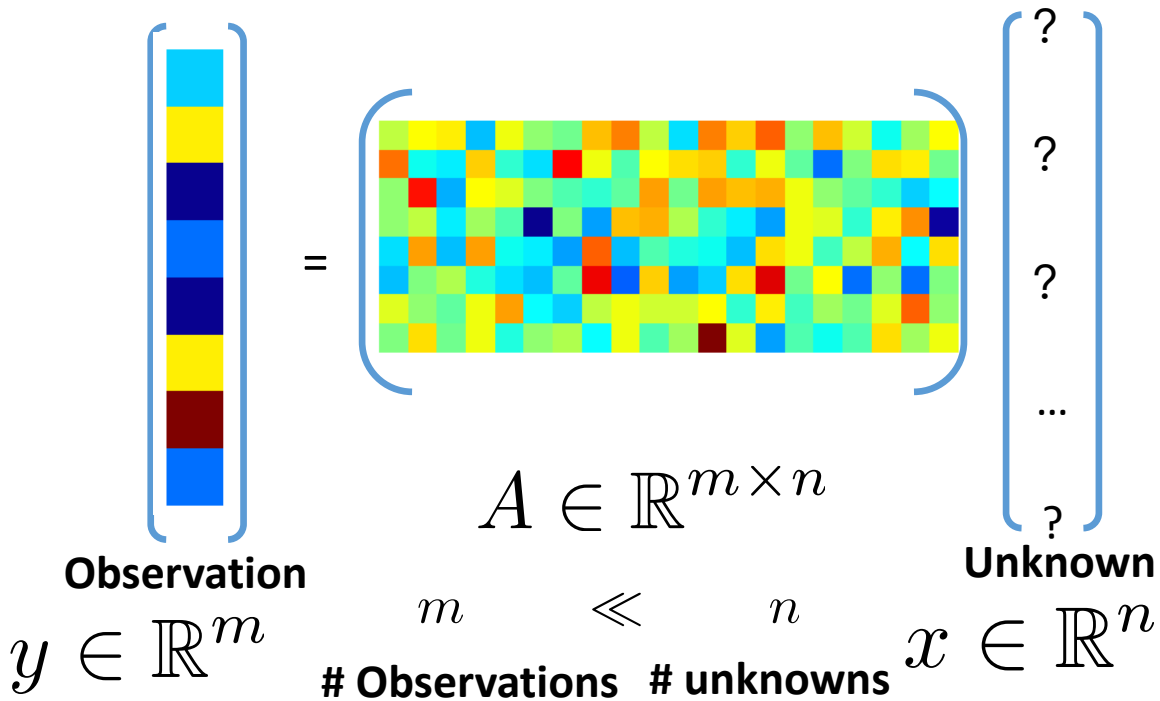 ?
?
=
?
...
A ∈ ℝ^{m×n}
?
Observation
Unknown
m ≪ n
y ∈ ℝ^m
x ∈ ℝ^n
# Observations # unknowns